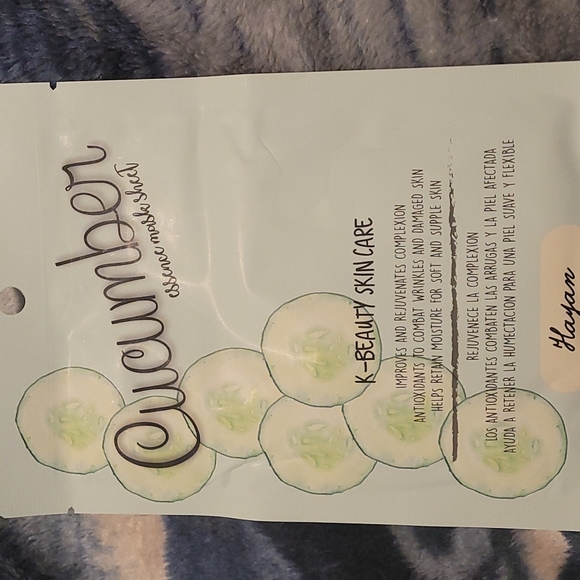 Cucumber
essence mask sheet
K-BEAUTY SKIN CARE
IMPROVES AND REJUVENATES COMPLEXION
ANTIOXIDANTS TO COMBAT WRINKLES AND DAMAGED SKIN
HELPS RETAIN MOISTURE FOR SOFT AND SUPPLE SKIN
REJUVENECE LA COMPLEXION
LOS ANTIOXIDANTES COMBATEN LAS ARRUGAS Y LA PIEL AFECTADA
AYUDA A RETENER LA HUMECTACION PARA UNA PIEL SUAVE Y FLEXIBLE
Hayan